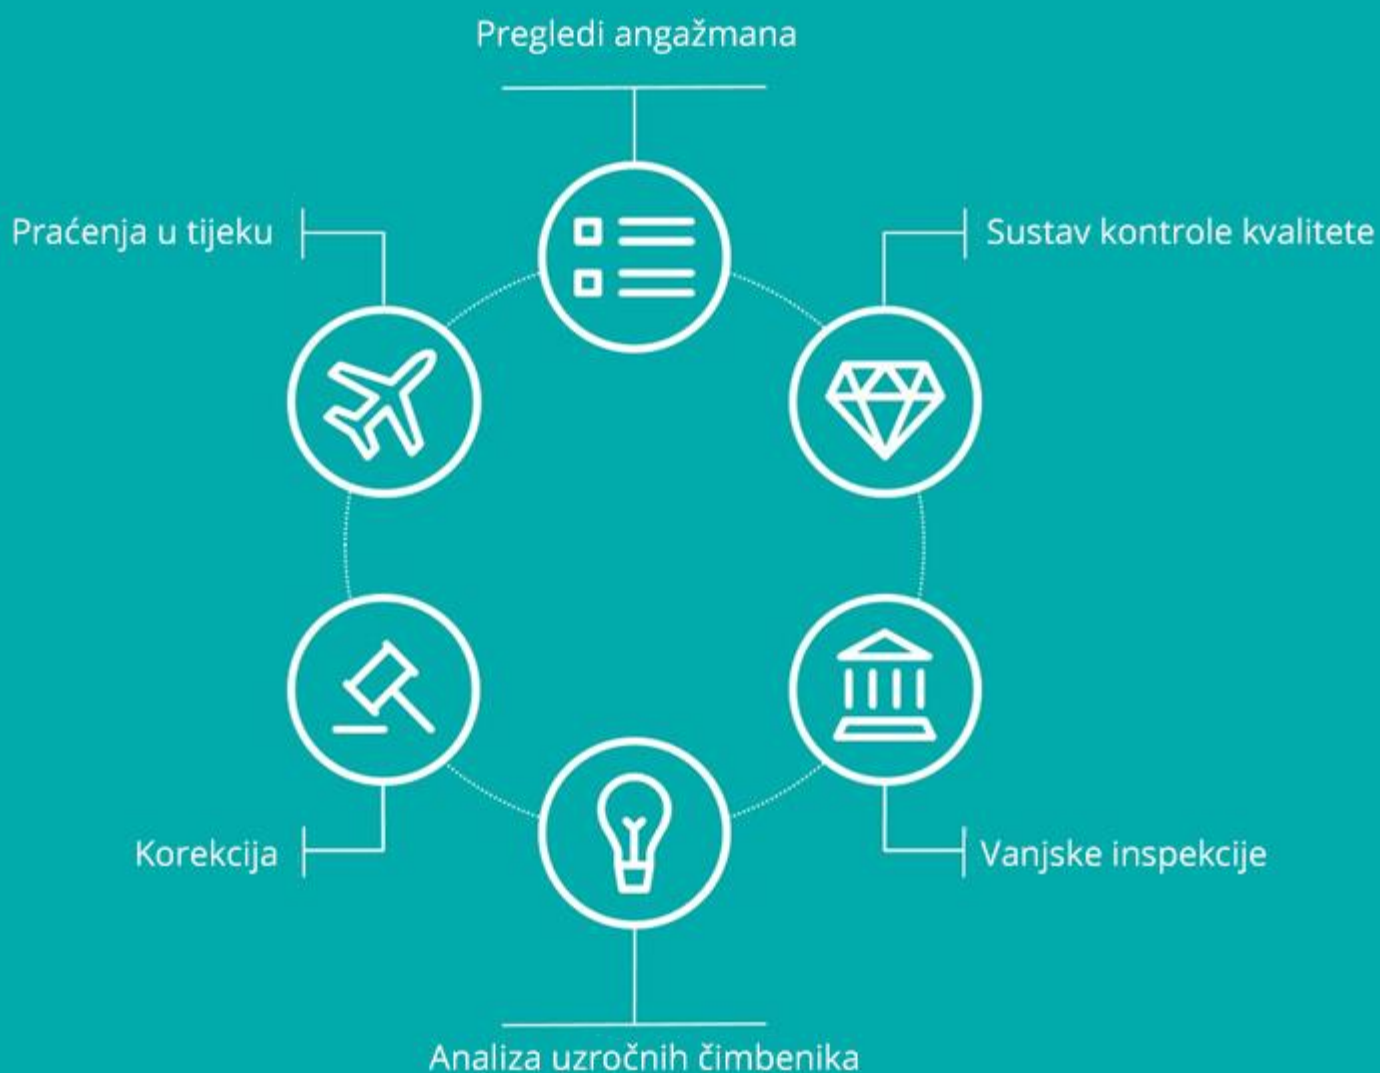 Pregledi angažmana
Praćenja u tijeku
Sustav kontrole kvalitete
Korekcija
Vanjske inspekcije
Analiza uzročnih čimbenika